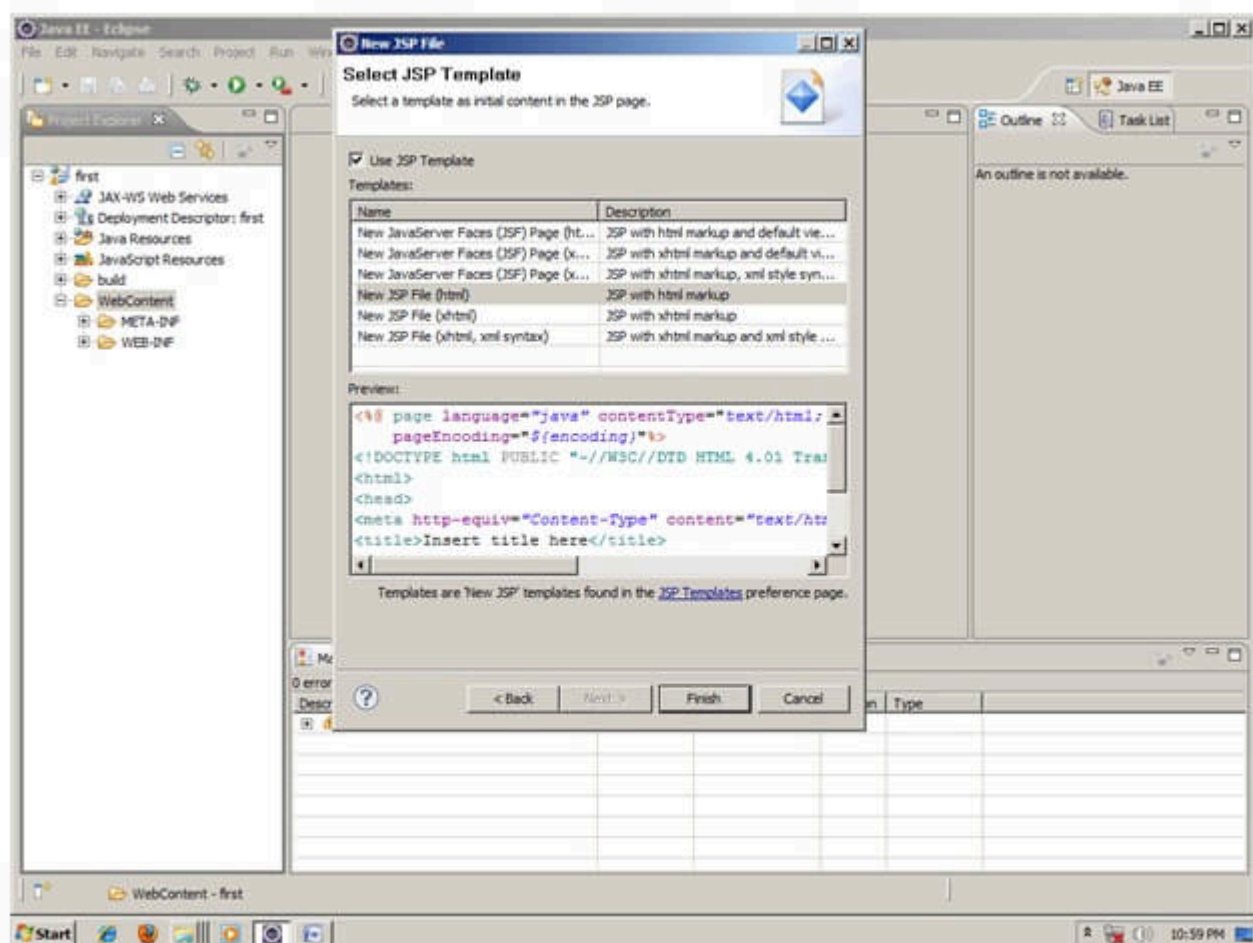 Java EE - Eclipse
File Edit Navigate Search Project Run
Java EE
Project Explorer
first
JAX-WS Web Services
Deployment Descriptor: first
Java Resources
JavaScript Resources
build
WebContent
META-INF
WEB-INF
New JSP File
Select JSP Template
Select a template as initial content in the JSP page.
Use JSP Template
Templates:
Name Description
New JavaServer Faces (JSF) Page (ht... JSP with html markup and default vie...
New JavaServer Faces (JSF) Page (x... JSP with xhtml markup and default vi...
New JavaServer Faces (JSF) Page (x... JSP with xhtml markup, xml style syn...
New JSP File (html) JSP with html markup
New JSP File (xhtml) JSP with xhtml markup
New JSP File (xhtml, xml syntax) JSP with xhtml markup and xml style ...
Preview:
<%@ page language="java" contentType="text/html;
pageEncoding="${encoding}"%>
<!DOCTYPE html PUBLIC "-//W3C//DTD HTML 4.01 Tra
<html>
<head>
<meta http-equiv="Content-Type" content="text/ht
<title>Insert title here</title>
Templates are 'New JSP' templates found in the JSP Templates preference page.
? < Back Next > Finish Cancel
Outline Task List
An outline is not available.
0 error
Descr
Type
WebContent - first
Start
10:59 PM